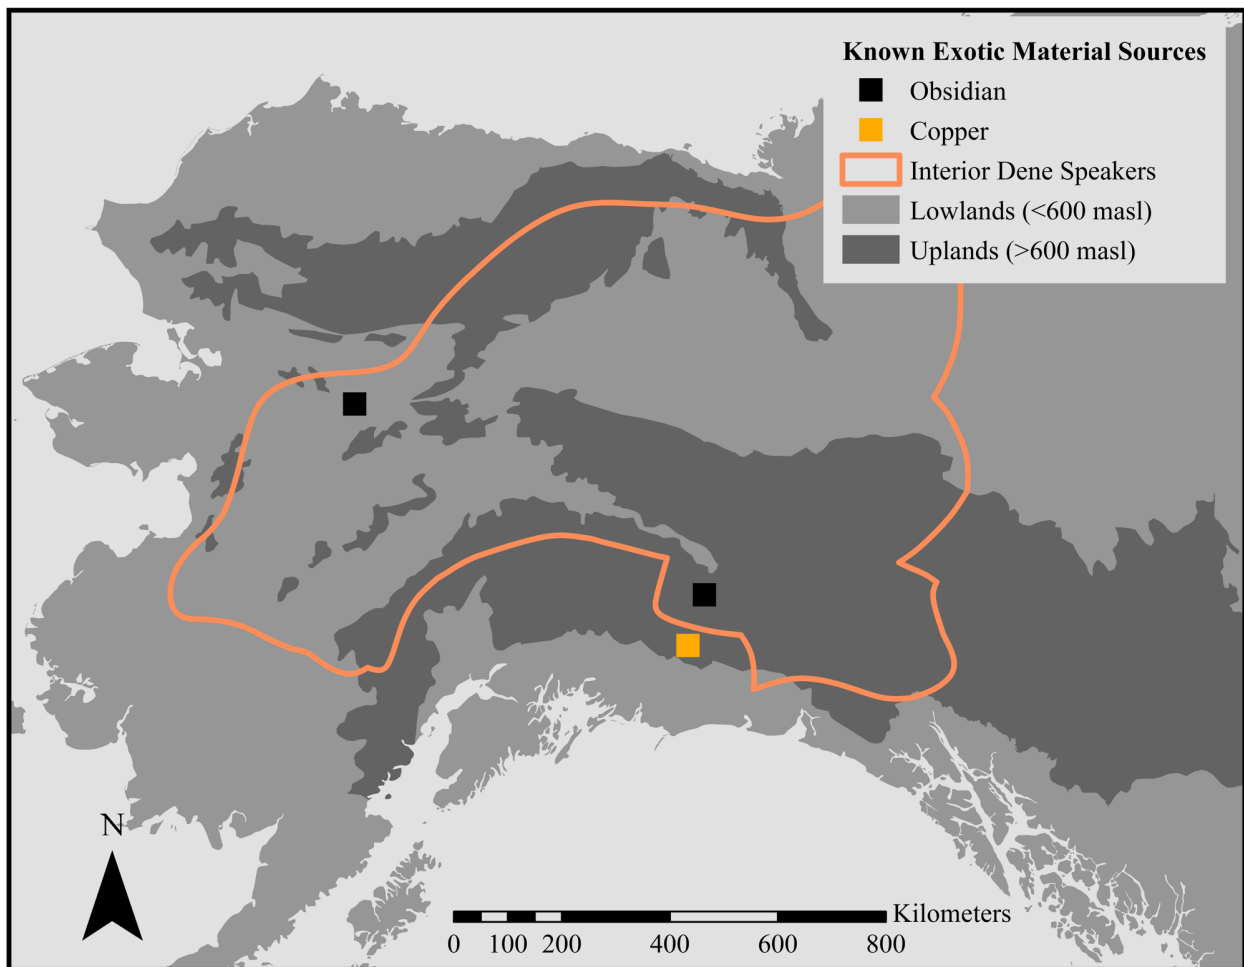 Known Exotic Material Sources
Obsidian
Copper
Interior Dene Speakers
Lowlands (<600 masl)
Uplands (>600 masl)
N
Kilometers
0 100 200 400 600 800